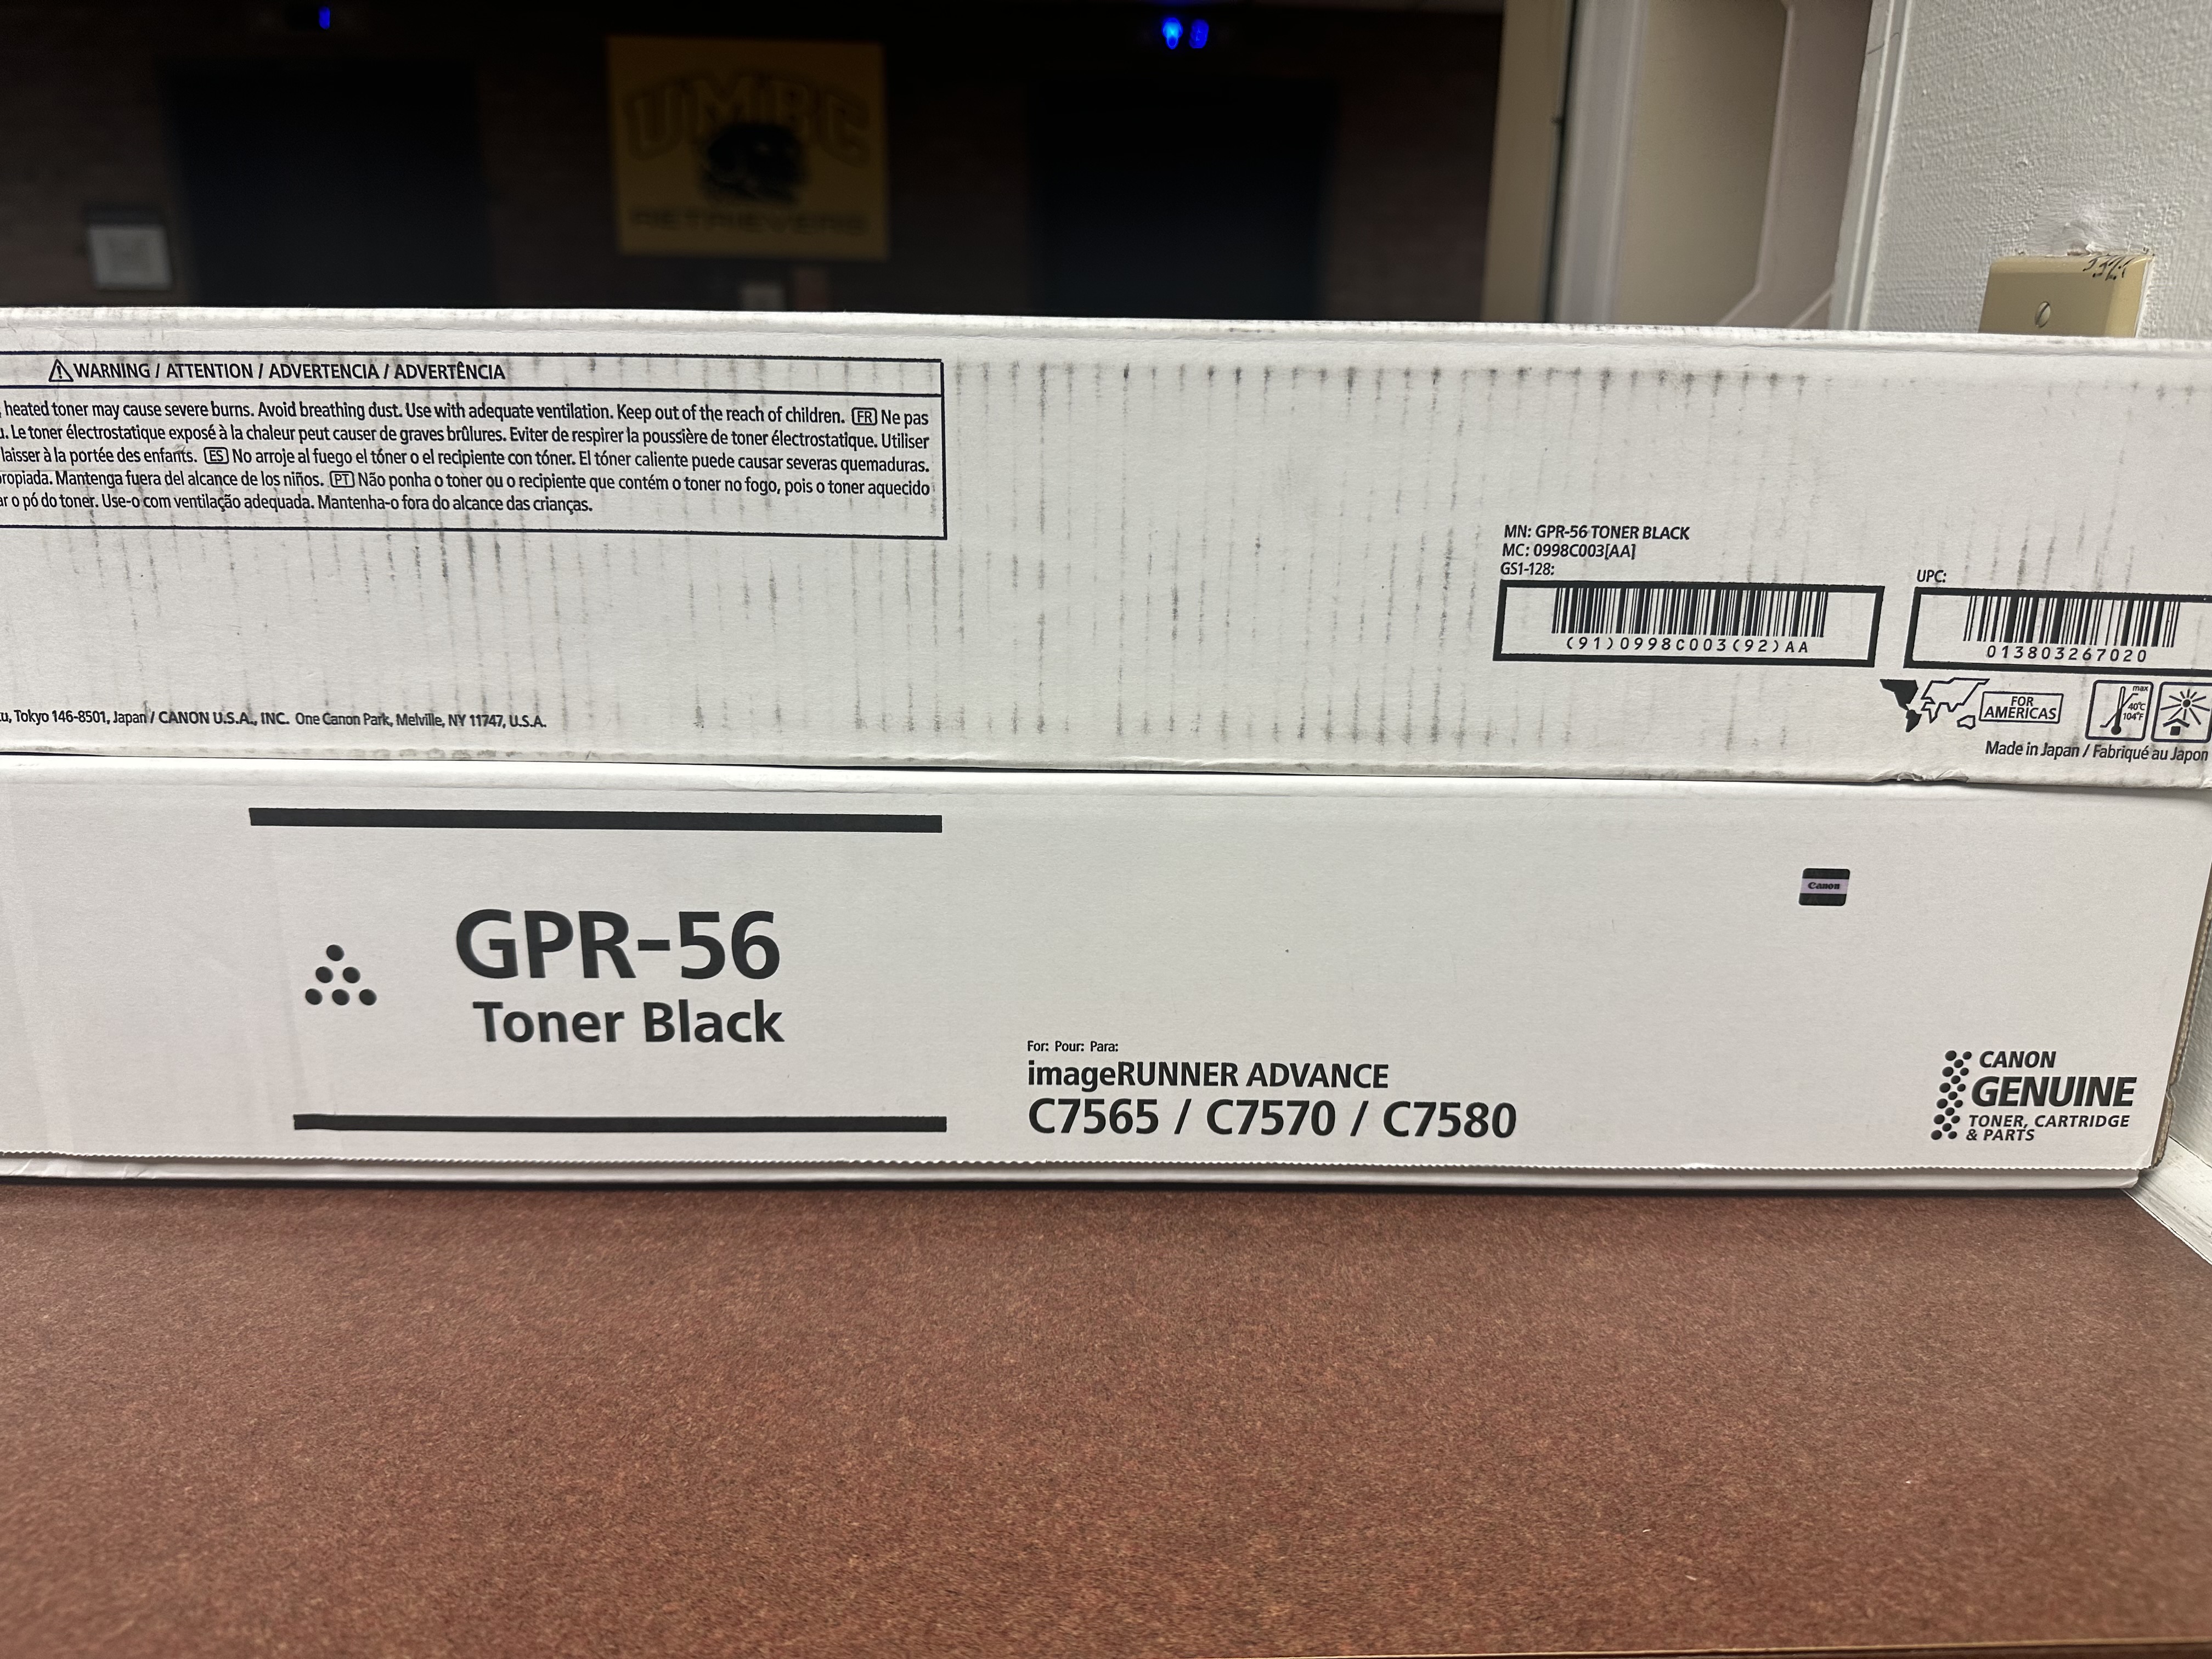 UMBC
RETRIEVERS
WARNING / ATTENTION / ADVERTENCIA / ADVERTÊNCIA
heated toner may cause severe burns. Avoid breathing dust. Use with adequate ventilation. Keep out of the reach of children. FR Ne pas
. Le toner électrostatique exposé à la chaleur peut causer de graves brûlures. Eviter de respirer la poussière de toner électrostatique. Utiliser
laisser à la portée des enfants. ES No arroje al fuego el tóner o el recipiente con tóner. El tóner caliente puede causar severas quemaduras.
ropiada. Mantenga fuera del alcance de los niños. PT Não ponha o toner ou o recipiente que contém o toner no fogo, pois o toner aquecido
ar o pó do toner. Use-o com ventilação adequada. Mantenha-o fora do alcance das crianças.
MN: GPR-56 TONER BLACK
MC: 0998C003[AA]
GS1-128:
(91)0998C003(92)AA
UPC:
013803267020
FOR
AMERICAS
max
40°C
104°F
Made in Japan / Fabriqué au Japon
u, Tokyo 146-8501, Japan / CANON U.S.A., INC. One Canon Park, Melville, NY 11747, U.S.A.
GPR-56
Toner Black
For: Pour: Para:
imageRUNNER ADVANCE
C7565 / C7570 / C7580
Canon
CANON
GENUINE
TONER, CARTRIDGE
& PARTS